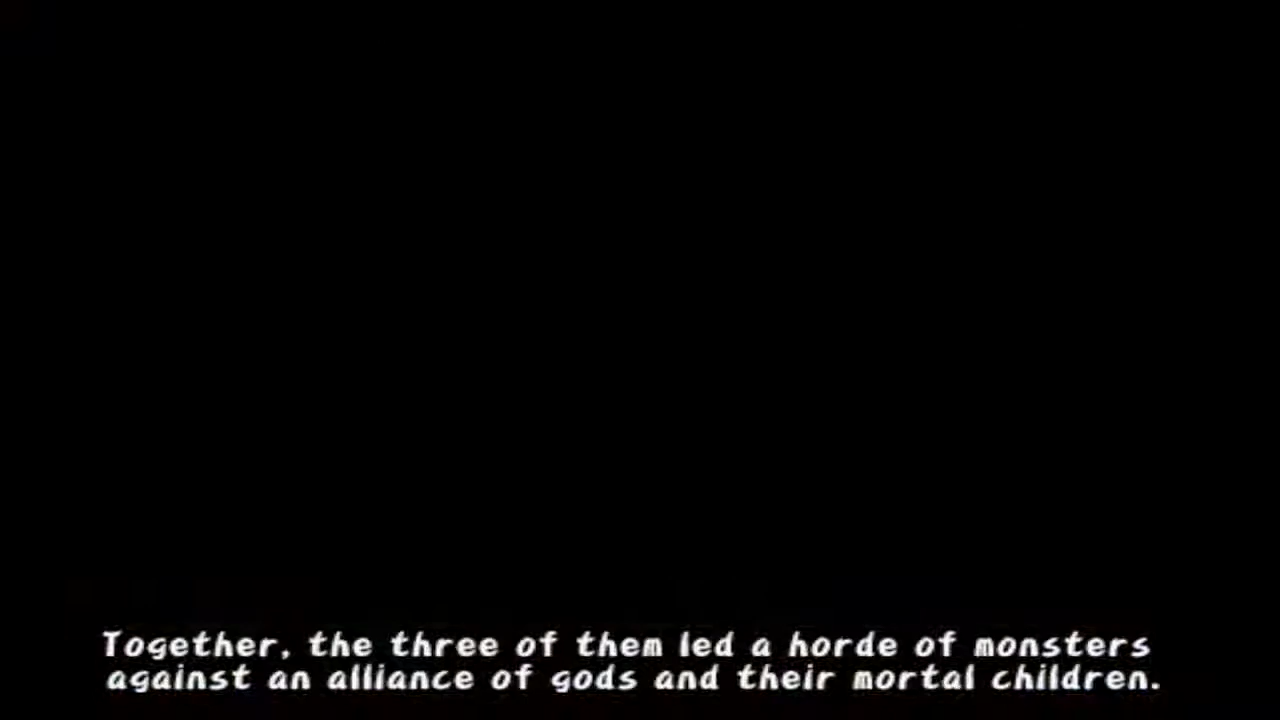 Together, the three of them led a horde of monsters
against an alliance of gods and their mortal children.